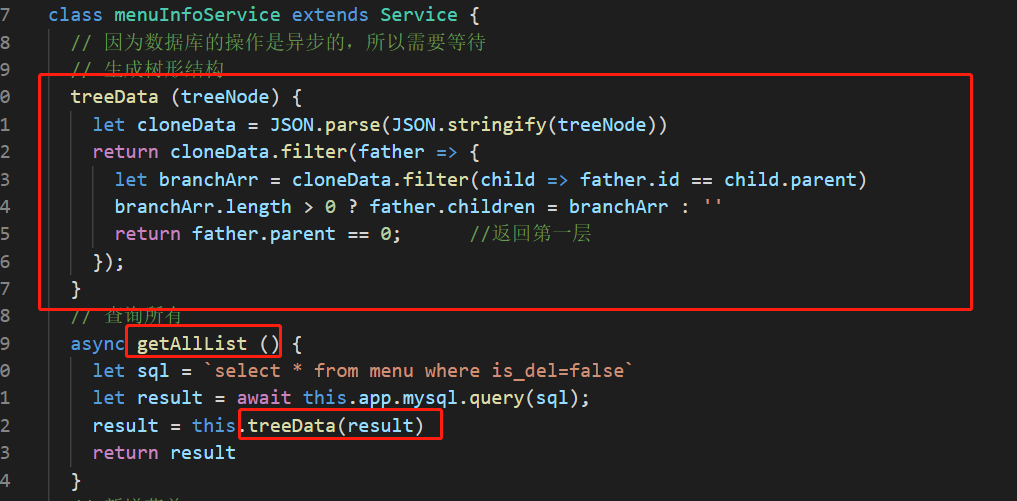 7 class menuInfoService extends Service {
8 // 因为数据库的操作是异步的，所以需要等待
9 // 生成树形结构
0 treeData (treeNode) {
1 let cloneData = JSON.parse(JSON.stringify(treeNode))
2 return cloneData.filter(father => {
3 let branchArr = cloneData.filter(child => father.id == child.parent)
4 branchArr.length > 0 ? father.children = branchArr : ''
5 return father.parent == 0; //返回第一层
6 });
7 }
8 // 查询所有
9 async getAllList () {
0 let sql = `select * from menu where is_del=false`
1 let result = await this.app.mysql.query(sql);
2 result = this.treeData(result)
3 return result
4 }